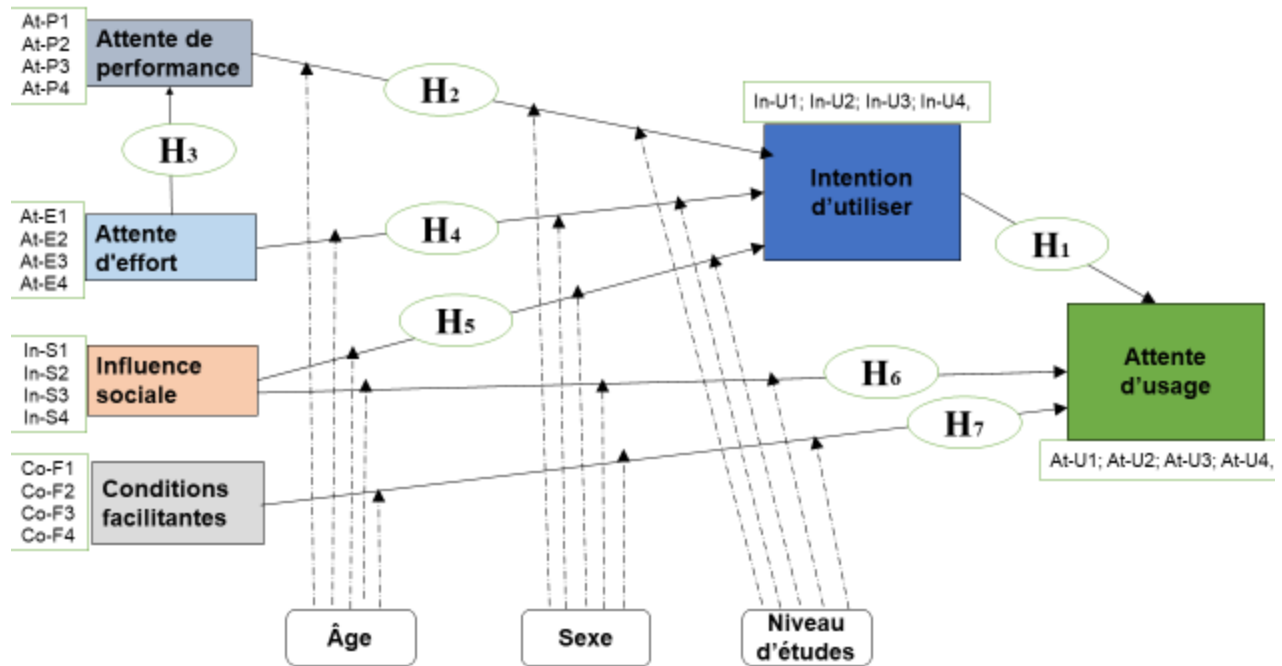 At-P1
At-P2
At-P3
At-P4
Attente de
performance
H2
H3
In-U1; In-U2; In-U3; In-U4,
Intention
d'utiliser
At-E1
At-E2
At-E3
At-E4
Attente
d'effort
H4
H1
H5
In-S1
In-S2
In-S3
In-S4
Influence
sociale
H6
Attente
d'usage
H7
At-U1; At-U2; At-U3; At-U4,
Co-F1
Co-F2
Co-F3
Co-F4
Conditions
facilitantes
Âge
Sexe
Niveau
d'études